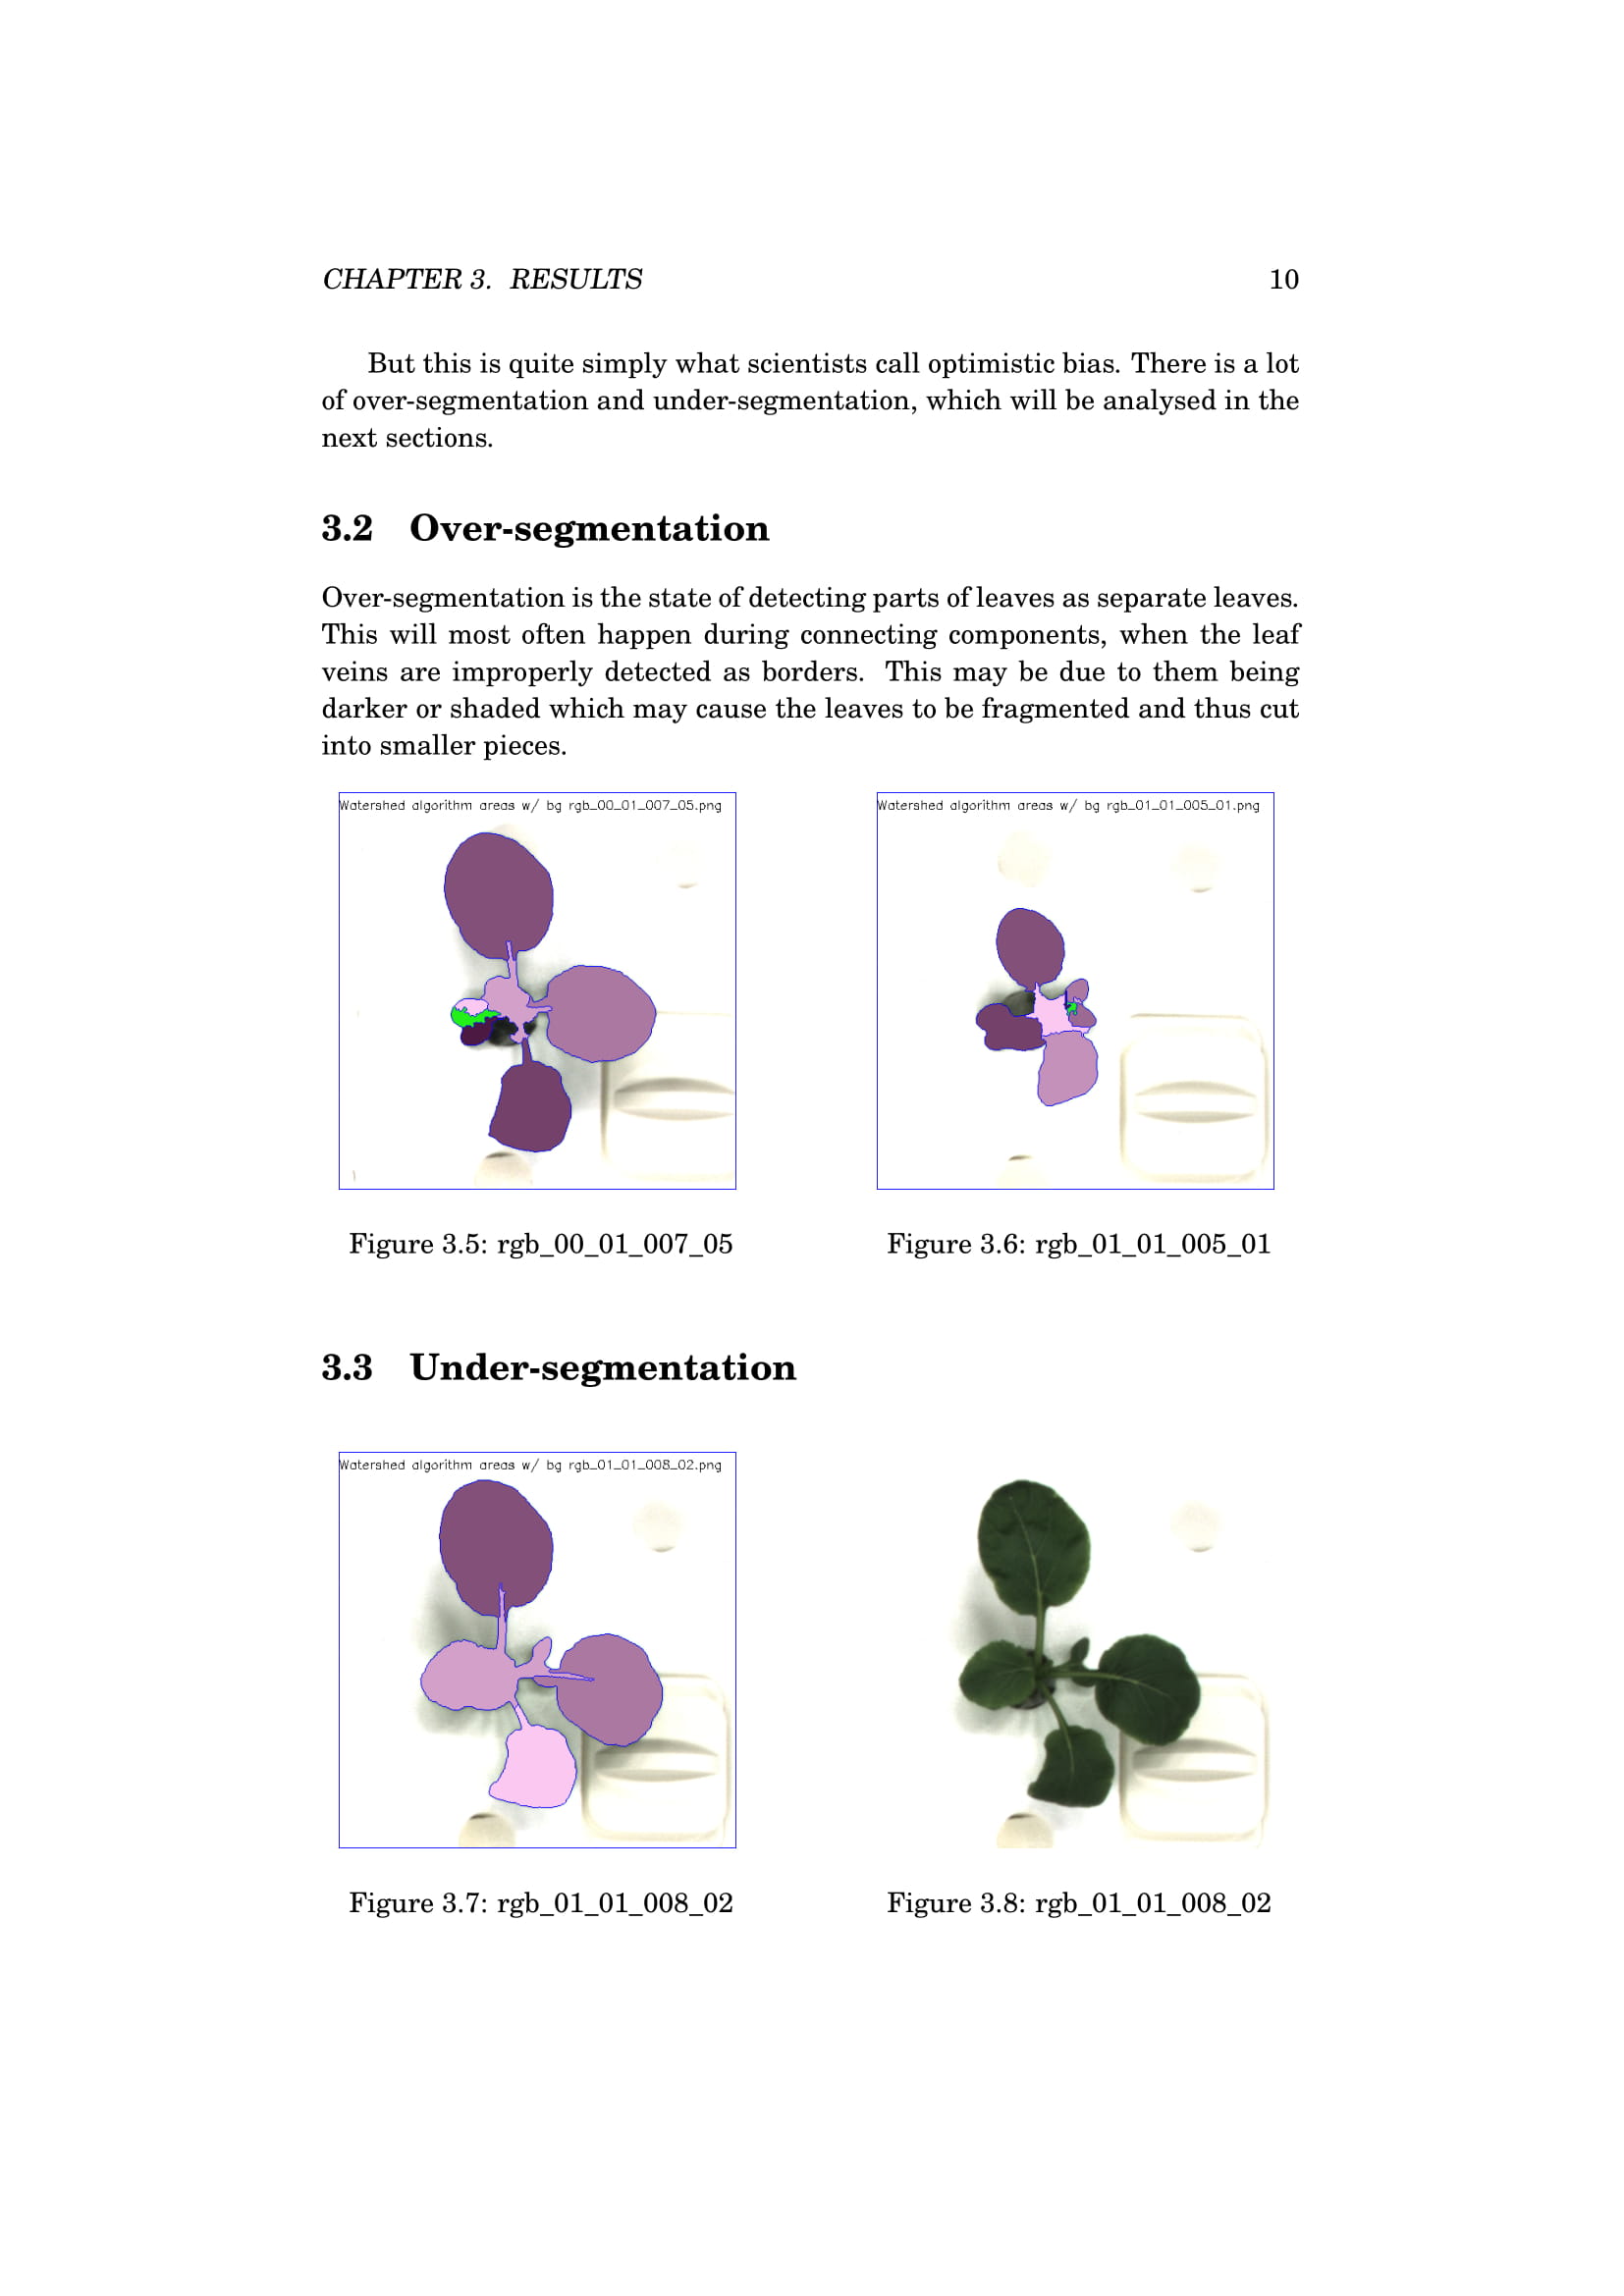 CHAPTER 3. RESULTS 10
But this is quite simply what scientists call optimistic bias. There is a lot
of over-segmentation and under-segmentation, which will be analysed in the
next sections.
3.2 Over-segmentation
Over-segmentation is the state of detecting parts of leaves as separate leaves.
This will most often happen during connecting components, when the leaf
veins are improperly detected as borders. This may be due to them being
darker or shaded which may cause the leaves to be fragmented and thus cut
into smaller pieces.
Watershed algorithm areas w/ bg rgb_00_01_007_05.png
Watershed algorithm areas w/ bg rgb_01_01_005_01.png
Figure 3.5: rgb_00_01_007_05
Figure 3.6: rgb_01_01_005_01
3.3 Under-segmentation
Watershed algorithm areas w/ bg rgb_01_01_008_02.png
Figure 3.7: rgb_01_01_008_02
Figure 3.8: rgb_01_01_008_02